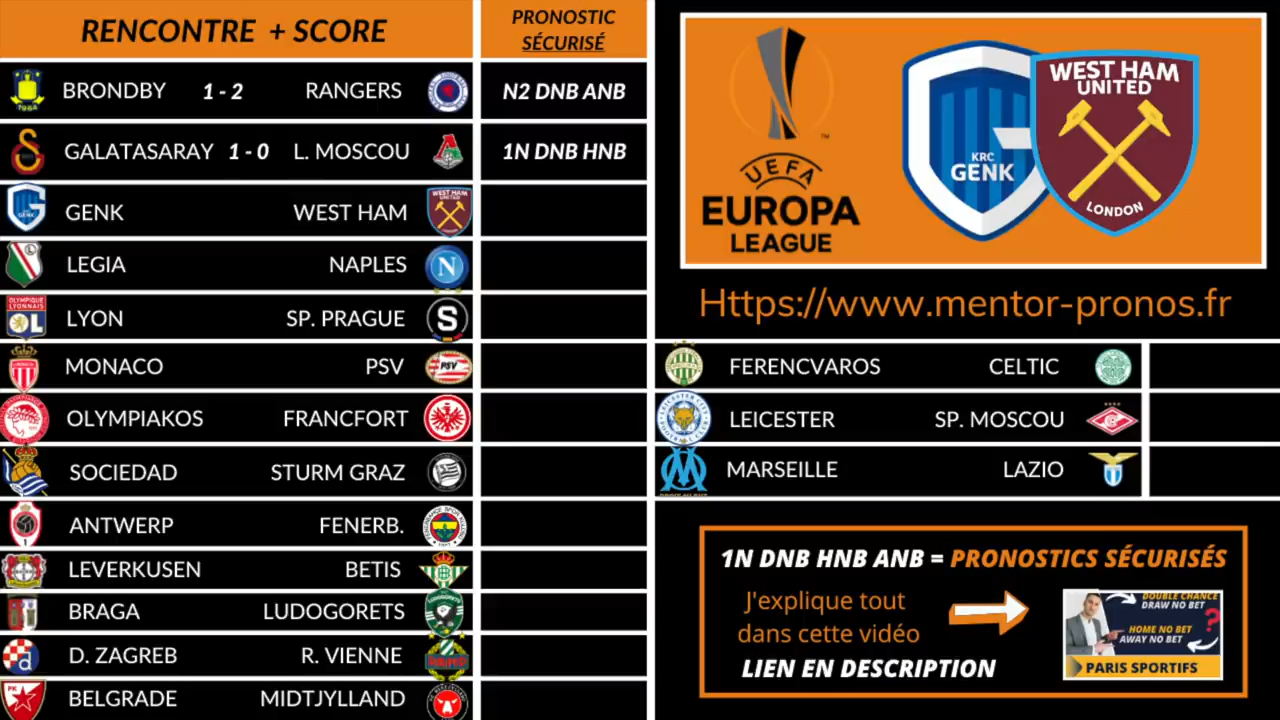 RENCONTRE + SCORE
PRONOSTIC
SÉCURISÉ
BRONDBY 1 - 2 RANGERS N2 DNB ANB
GALATASARAY 1 - 0 L. MOSCOU 1N DNB HNB
GENK WEST HAM
LEGIA NAPLES
LYON SP. PRAGUE
MONACO PSV
OLYMPIAKOS FRANCFORT
SOCIEDAD STURM GRAZ
ANTWERP FENERB.
LEVERKUSEN BETIS
BRAGA LUDOGORETS
D. ZAGREB R. VIENNE
BELGRADE MIDTJYLLAND
UEFA
EUROPA
LEAGUE
KRC
GENK
WEST HAM
UNITED
LONDON
Https://www.mentor-pronos.fr
FERENCVAROS CELTIC
LEICESTER SP. MOSCOU
MARSEILLE LAZIO
1N DNB HNB ANB = PRONOSTICS SÉCURISÉS
J'explique tout
dans cette vidéo
LIEN EN DESCRIPTION
DOUBLE CHANCE
DRAW NO BET
HOME NO BET
AWAY NO BET
PARIS SPORTIFS